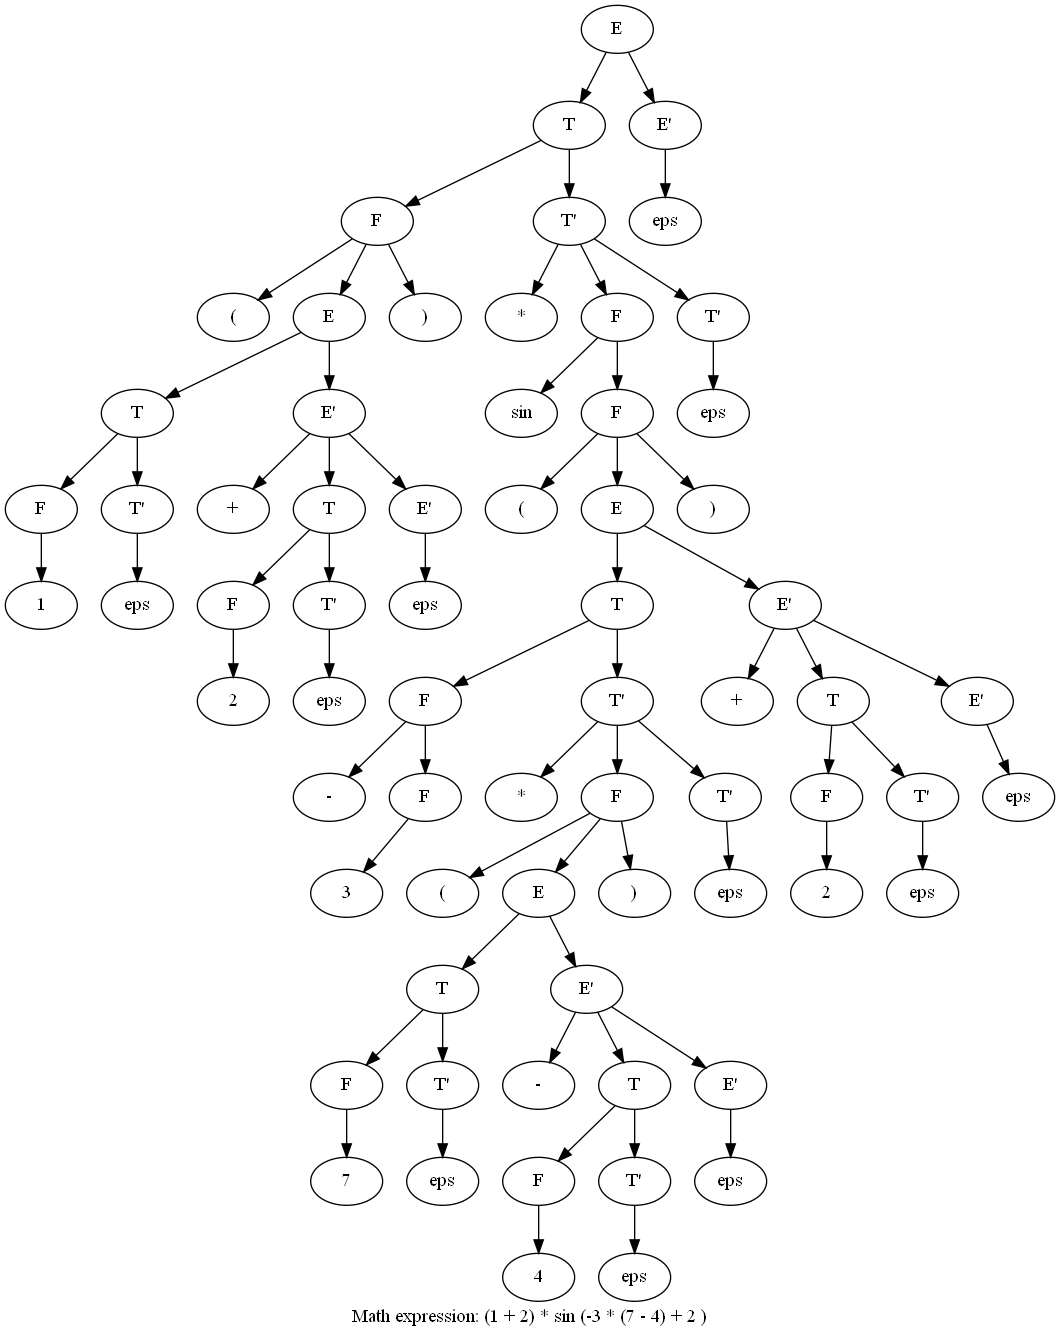 E
T E'
F T' eps
( E ) * F T'
T E' sin F eps
F T' + T E' ( E )
1 eps F T' eps T E'
2 eps F T' + T E'
- F * F T' F T' eps
3 ( E ) eps 2 eps
T E'
F T' - T E'
7 eps F T' eps
4 eps
Math expression: (1 + 2) * sin (-3 * (7 - 4) + 2 )